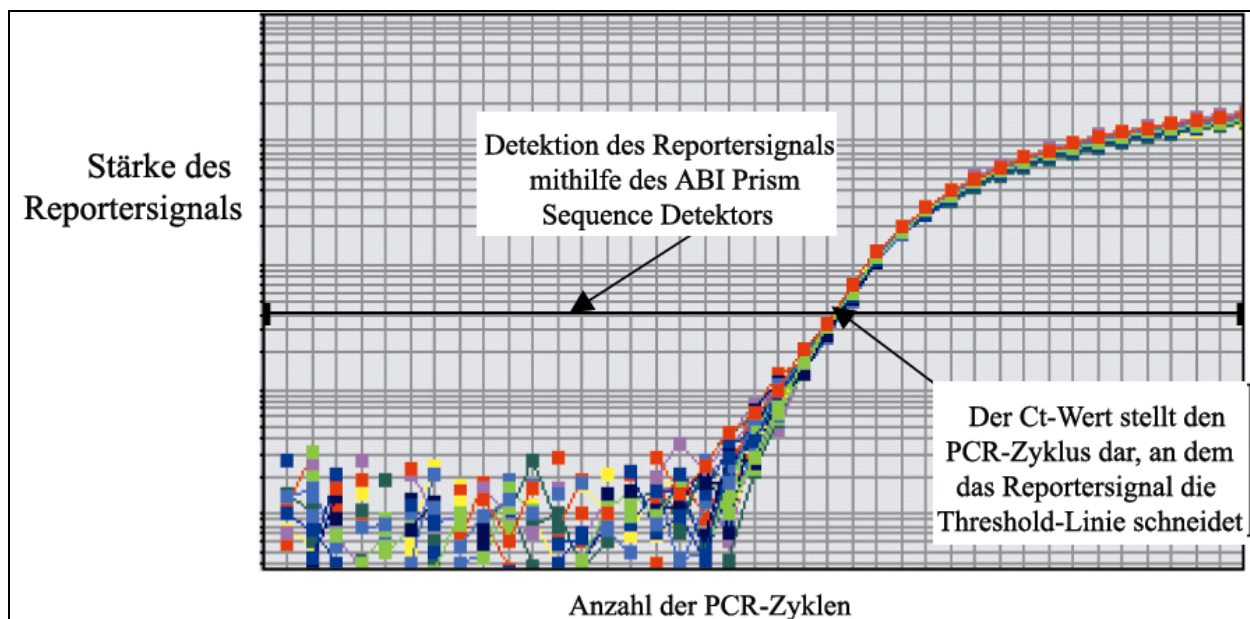 Stärke des
Reportersignals
Detektion des Reportersignals
mithilfe des ABI Prism
Sequence Detektors
Der Ct-Wert stellt den
PCR-Zyklus dar, an dem
das Reportersignal die
Threshold-Linie schneidet
Anzahl der PCR-Zyklen